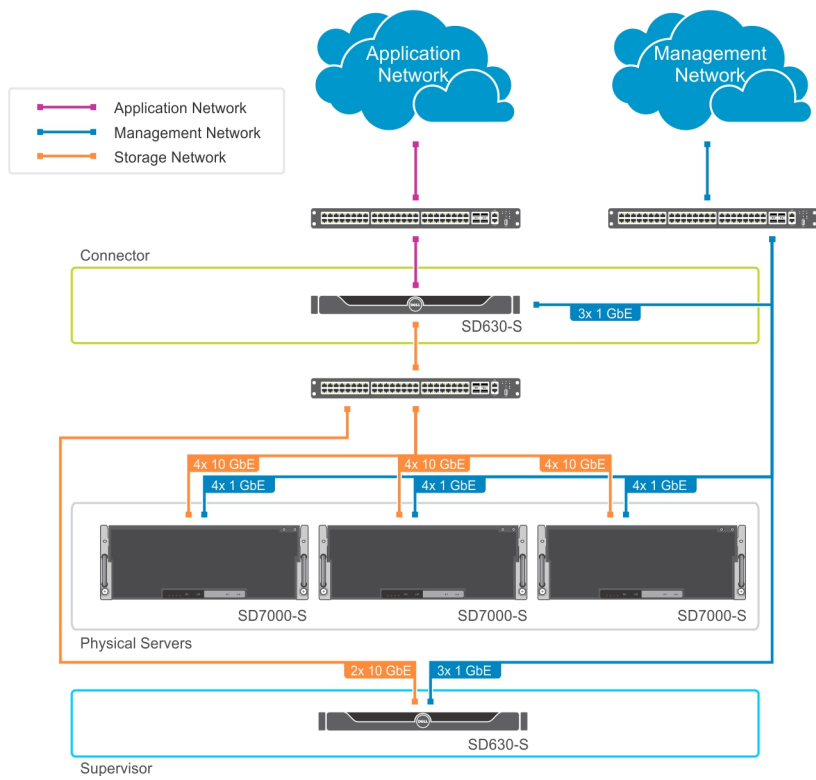 Application
Network
Management
Network
Application Network
Management Network
Storage Network
Connector
DELL
SD630-S
3x 1 GbE
4x 10 GbE
4x 10 GbE
4x 10 GbE
4x 1 GbE
4x 1 GbE
4x 1 GbE
SD7000-S
SD7000-S
SD7000-S
Physical Servers
2x 10 GbE
3x 1 GbE
DELL
SD630-S
Supervisor